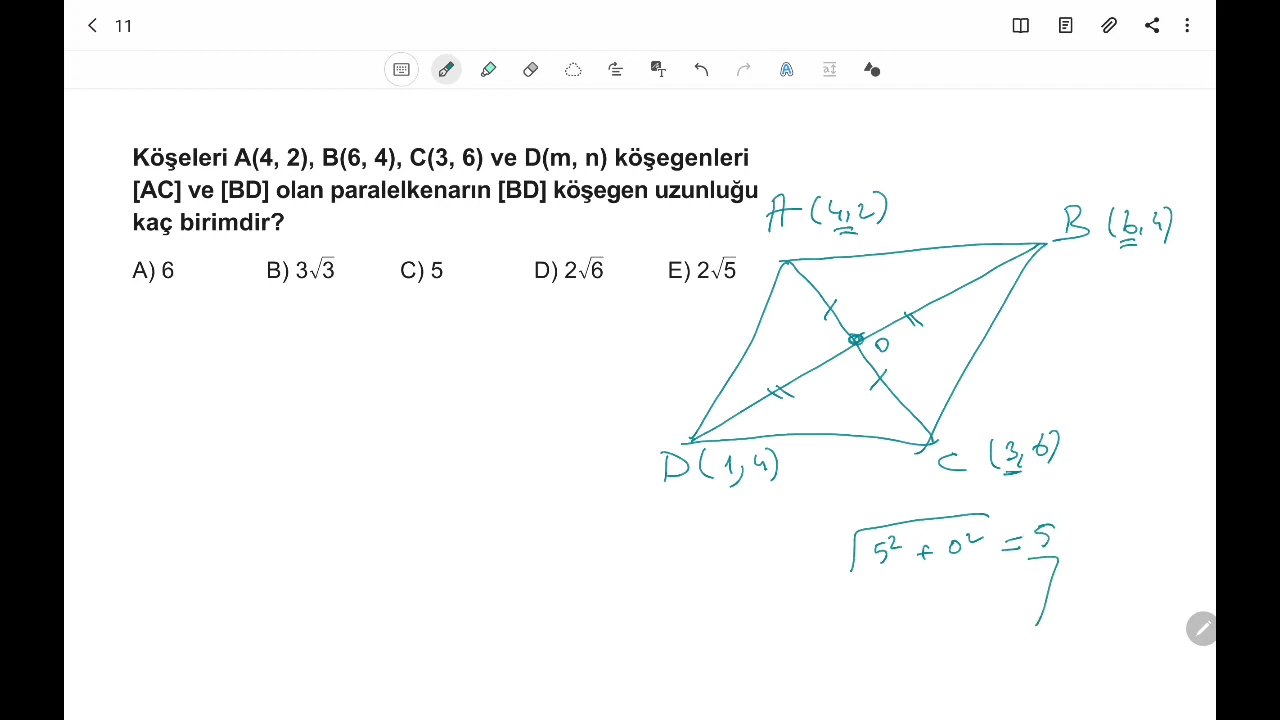 11
Köşeleri A(4, 2), B(6, 4), C(3, 6) ve D(m, n) köşegenleri
[AC] ve [BD] olan paralelkenarın [BD] köşegen uzunluğu
kaç birimdir?
A) 6 B) 3√3 C) 5 D) 2√6 E) 2√5
A (4,2)
B (6,4)
O
D (1,4)
C (3,6)
√5² + 0² = 5